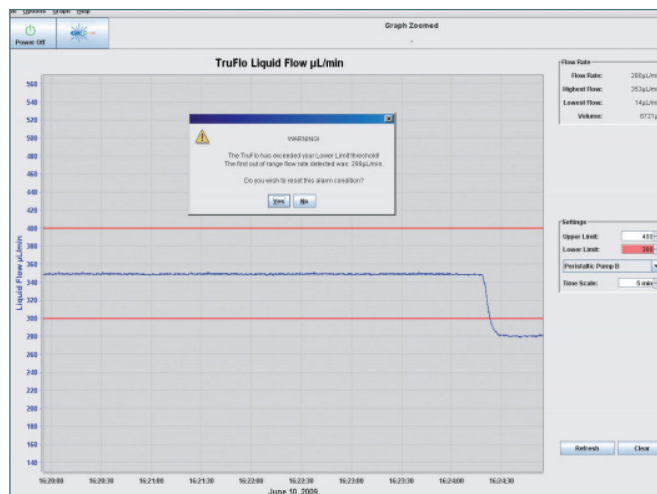 Options Graph Help
Graph Zoomed
Power Off
TruFlo Liquid Flow µL/min
Flow Rate
Flow Rate:
Highest Flow:
Lowest Flow: 14µL/min
Volume:
WARNING!
The TruFlo has exceeded your Lower Limit threshold!
The first out of range flow rate detected was: 298µL/min.
Do you wish to reset this alarm condition?
Yes No
Settings
Upper Limit: 400
Lower Limit:
Peristaltic Pump B
Time Scale: 5 min
Liquid Flow µL/min
560
540
520
500
480
460
440
420
400
380
360
340
320
300
280
260
240
220
200
180
160
140
16:20:00 16:20:30 16:21:00 16:21:30 16:22:00 16:22:30 16:23:00 16:23:30 16:24:00 16:24:30
June 10, 2009
Refresh Clear